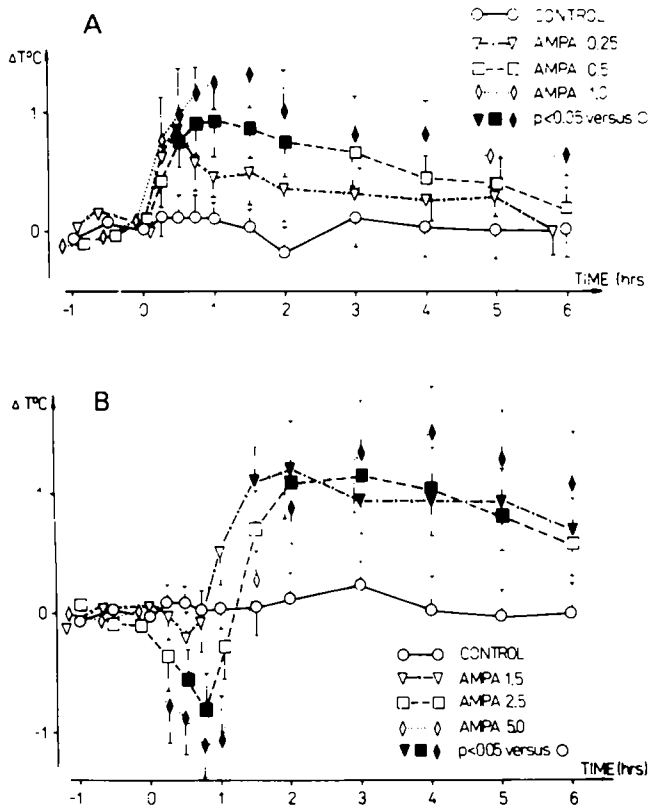 A
ΔT°C
CONTROL
AMPA 0.25
AMPA 0.5
AMPA 1.0
p<0.05 versus O
1
0
TIME (hrs
-1 0 1 2 3 4 5 6
B
ΔT°C
1
0
-1
CONTROL
AMPA 1.5
AMPA 2.5
AMPA 5.0
p<005 versus O
TIME(hrs)
-1 0 1 2 3 4 5 6